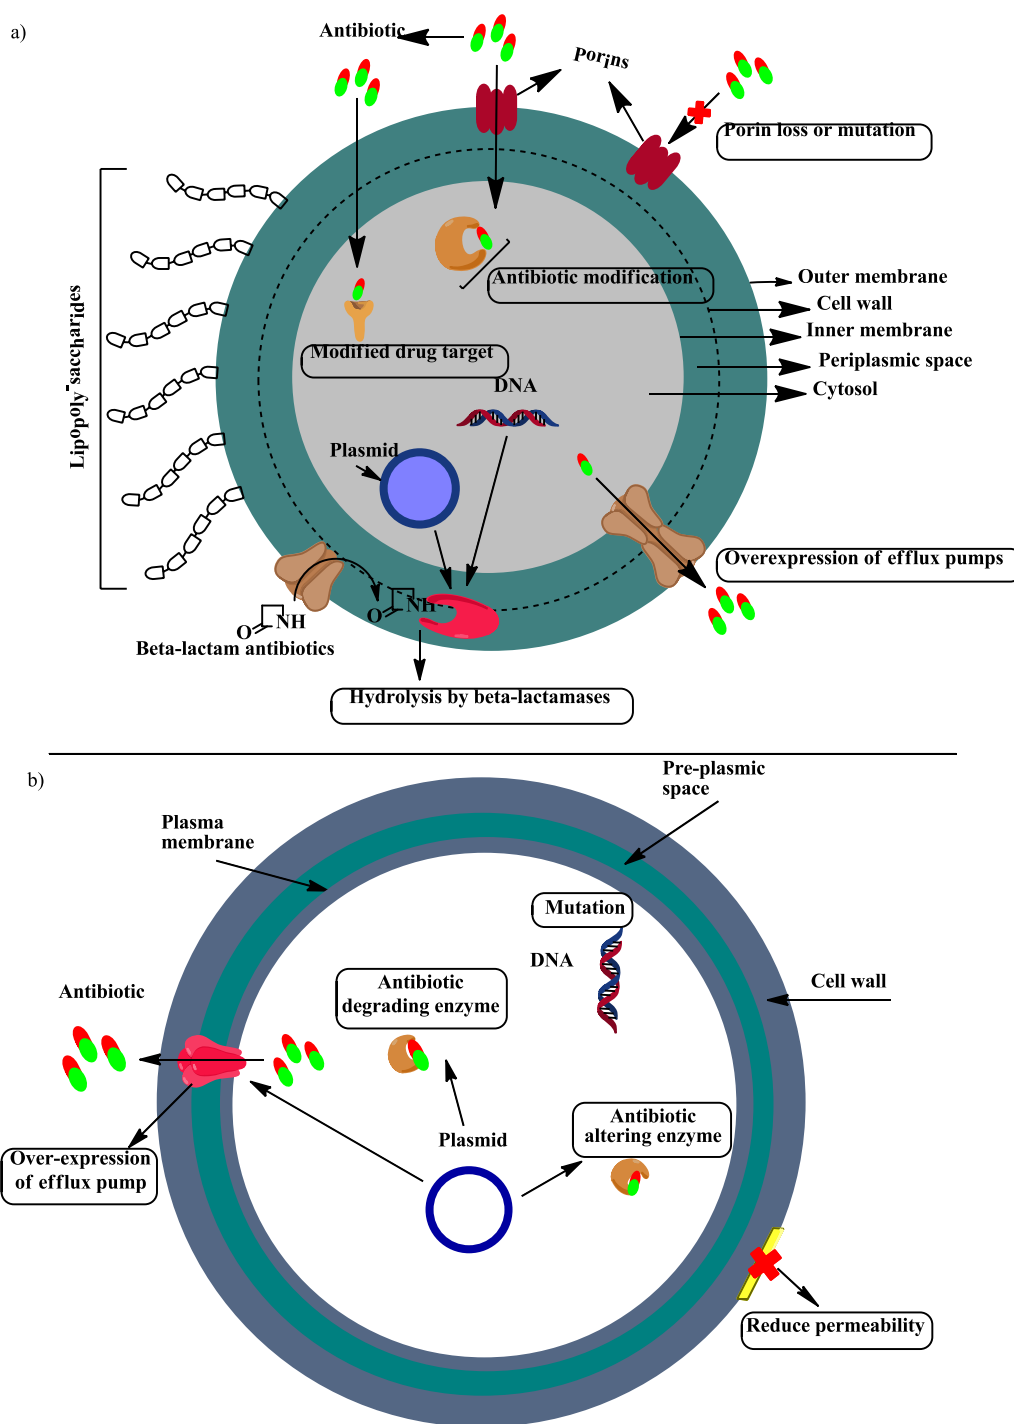 a)
Antibiotic
Porins
Porin loss or mutation
Lipopoly-saccharides
Antibiotic modification
Outer membrane
Cell wall
Inner membrane
Periplasmic space
Cytosol
Modified drug target
DNA
Plasmid
Overexpression of efflux pumps
O
NH
O
NH
Beta-lactam antibiotics
Hydrolysis by beta-lactamases
b)
Pre-plasmic
space
Plasma
membrane
Mutation
DNA
Cell wall
Antibiotic
Antibiotic
degrading enzyme
Antibiotic
altering enzyme
Plasmid
Over-expression
of efflux pump
Reduce permeability